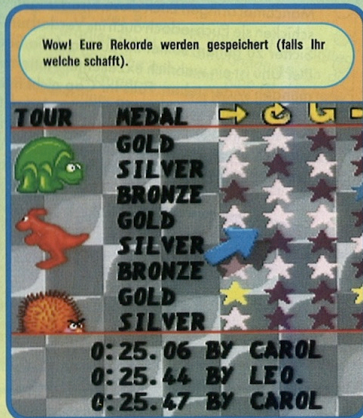 Wow! Eure Rekorde werden gespeichert (falls Ihr
welche schafft).
TOUR MEDAL
GOLD
SILVER
BRONZE
GOLD
SILVER
BRONZE
GOLD
SILVER
0:25.06 BY CAROL
0:25.44 BY LEO.
0:25.47 BY CAROL